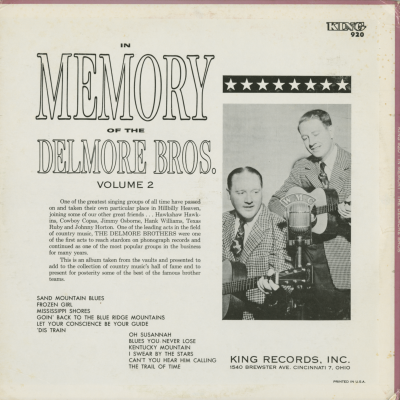 KING
920
IN
MEMORY
OF THE
DELMORE BROS.
VOLUME 2
One of the greatest singing groups of all time have passed
on and taken their own particular place in Hillbilly Heaven,
joining some of our other great friends . . . Hawkshaw Hawk-
ins, Cowboy Copas, Jimmy Osborne, Hank Williams, Texas
Ruby and Johnny Horton. One of the leading acts in the field
of country music, THE DELMORE BROTHERS were one
of the first acts to reach stardom on phonograph records and
continued as one of the most popular groups in the business
for many years.
This is an album taken from the vaults and presented to
add to the collection of country music's hall of fame and to
present for posterity some of the best of the famous brother
teams.
SAND MOUNTAIN BLUES
FROZEN GIRL
MISSISSIPPI SHORES
GOIN' BACK TO THE BLUE RIDGE MOUNTAINS
LET YOUR CONSCIENCE BE YOUR GUIDE
'DIS TRAIN
OH SUSANNAH
BLUES YOU NEVER LOSE
KENTUCKY MOUNTAIN
I SWEAR BY THE STARS
CAN'T YOU HEAR HIM CALLING
THE TRAIL OF TIME
KING RECORDS, INC.
1540 BREWSTER AVE. CINCINNATI 7, OHIO
PRINTED IN U.S.A.